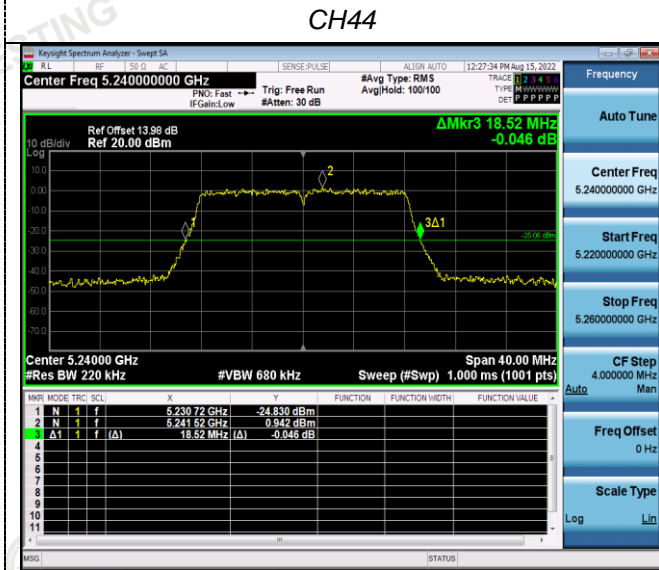 TESTING
CH44
Keysight Spectrum Analyzer - Swept SA
RL RF 50 Ω AC SENSE:PULSE ALIGN AUTO 12:27:34 PM Aug 15, 2022
Center Freq 5.240000000 GHz
PNO: Fast
IFGain:Low
Trig: Free Run
#Atten: 30 dB
#Avg Type: RMS
Avg|Hold: 100/100
TRACE 1 2 3 4 5 6
TYPE M WWWWW
DET P P P P P P
Ref Offset 13.98 dB
10 dB/div Ref 20.00 dBm
Log
ΔMkr3 18.52 MHz
-0.046 dB
10.0
0.00
-10.0
-20.0
-30.0
-40.0
-50.0
-60.0
-70.0
1
2
3Δ1
-25.06 dBm
Center 5.24000 GHz Span 40.00 MHz
#Res BW 220 kHz #VBW 680 kHz Sweep (#Swp) 1.000 ms (1001 pts)
MKR MODE TRC SCL X Y FUNCTION FUNCTION WIDTH FUNCTION VALUE
1 N 1 f 5.230 72 GHz -24.830 dBm
2 N 1 f 5.241 52 GHz 0.942 dBm
3 Δ1 1 f (Δ) 18.52 MHz (Δ) -0.046 dB
4
5
6
7
8
9
10
11
MSG STATUS
Frequency
Auto Tune
Center Freq
5.240000000 GHz
Start Freq
5.220000000 GHz
Stop Freq
5.260000000 GHz
CF Step
4.000000 MHz
Auto Man
Freq Offset
0 Hz
Scale Type
Log Lin